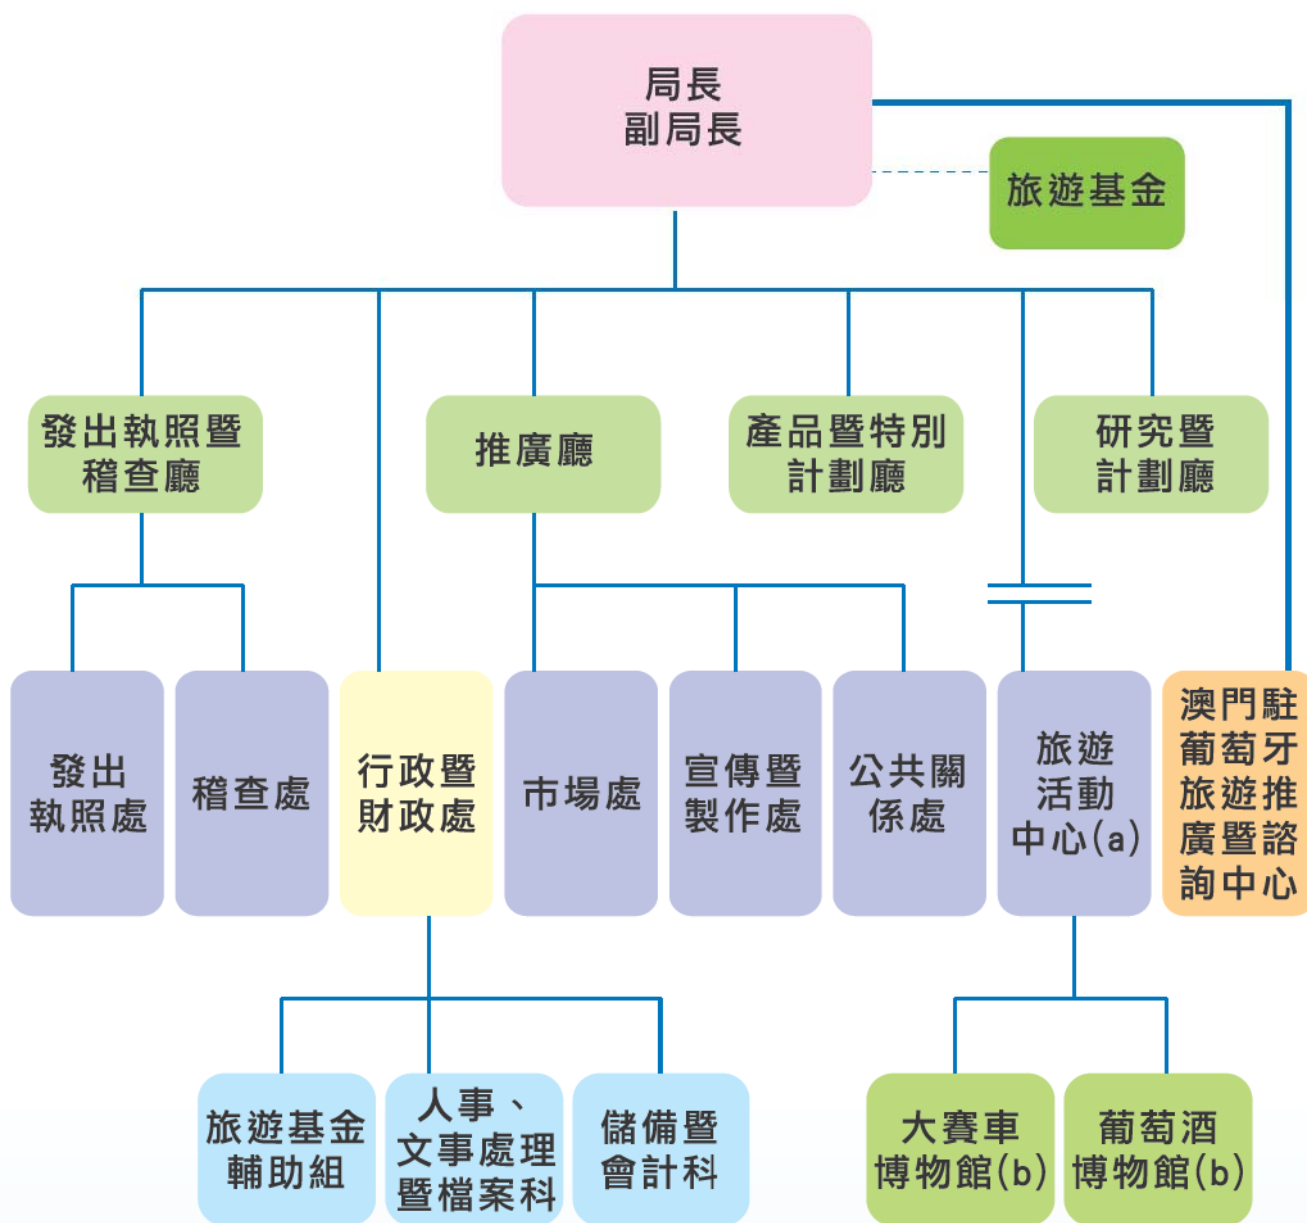 局長
副局長
旅遊基金
發出執照暨
稽查廳
推廣廳
產品暨特別
計劃廳
研究暨
計劃廳
發出
執照處
稽查處
行政暨
財政處
市場處
宣傳暨
製作處
公共關
係處
旅遊
活動
中心(a)
澳門駐
葡萄牙
旅遊推
廣暨諮
詢中心
旅遊基金
輔助組
人事、
文事處理
暨檔案科
儲備暨
會計科
大賽車
博物館(b)
葡萄酒
博物館(b)